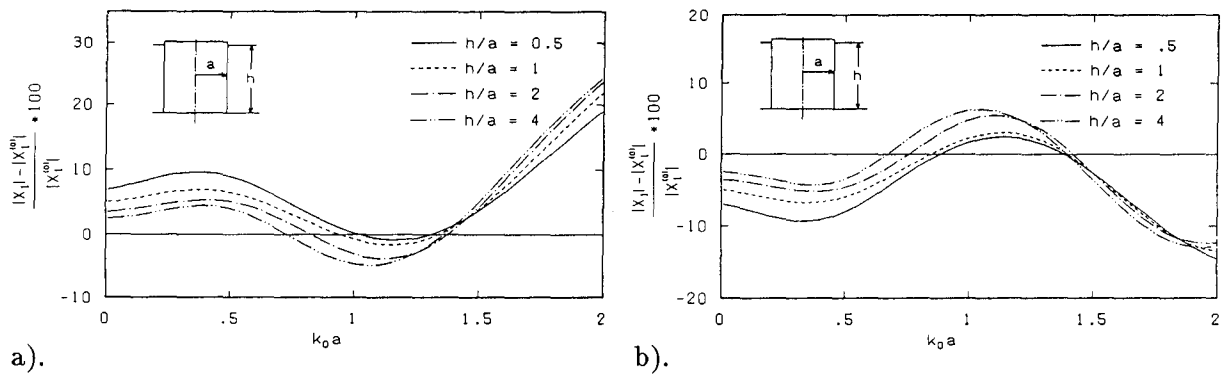 30
20
10
0
-10
|X₁|-|X₁⁽⁰⁾|
|X₁⁽⁰⁾|
*100
a
h
h/a = 0.5
h/a = 1
h/a = 2
h/a = 4
0
.5
1
1.5
2
k₀a
a).
20
10
0
-10
-20
|X₁|-|X₁⁽⁰⁾|
|X₁⁽⁰⁾|
*100
a
h
h/a = .5
h/a = 1
h/a = 2
h/a = 4
0
.5
1
1.5
2
k₀a
b).